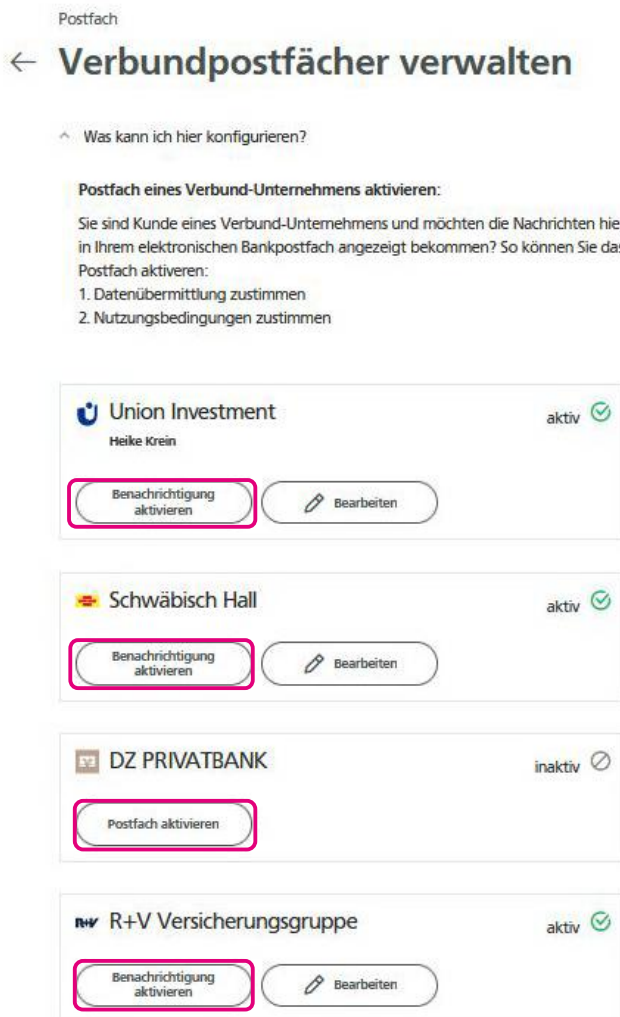 Postfach
← Verbundpostfächer verwalten
Was kann ich hier konfigurieren?
Postfach eines Verbund-Unternehmens aktivieren:
Sie sind Kunde eines Verbund-Unternehmens und möchten die Nachrichten hie
in Ihrem elektronischen Bankpostfach angezeigt bekommen? So können Sie das
Postfach aktiveren:
1. Datenübermittlung zustimmen
2. Nutzungsbedingungen zustimmen
Union Investment
aktiv
Heike Krein
Benachrichtigung
aktivieren
Bearbeiten
Schwäbisch Hall
aktiv
Benachrichtigung
aktivieren
Bearbeiten
DZ PRIVATBANK
inaktiv
Postfach aktivieren
R+V R+V Versicherungsgruppe
aktiv
Benachrichtigung
aktivieren
Bearbeiten